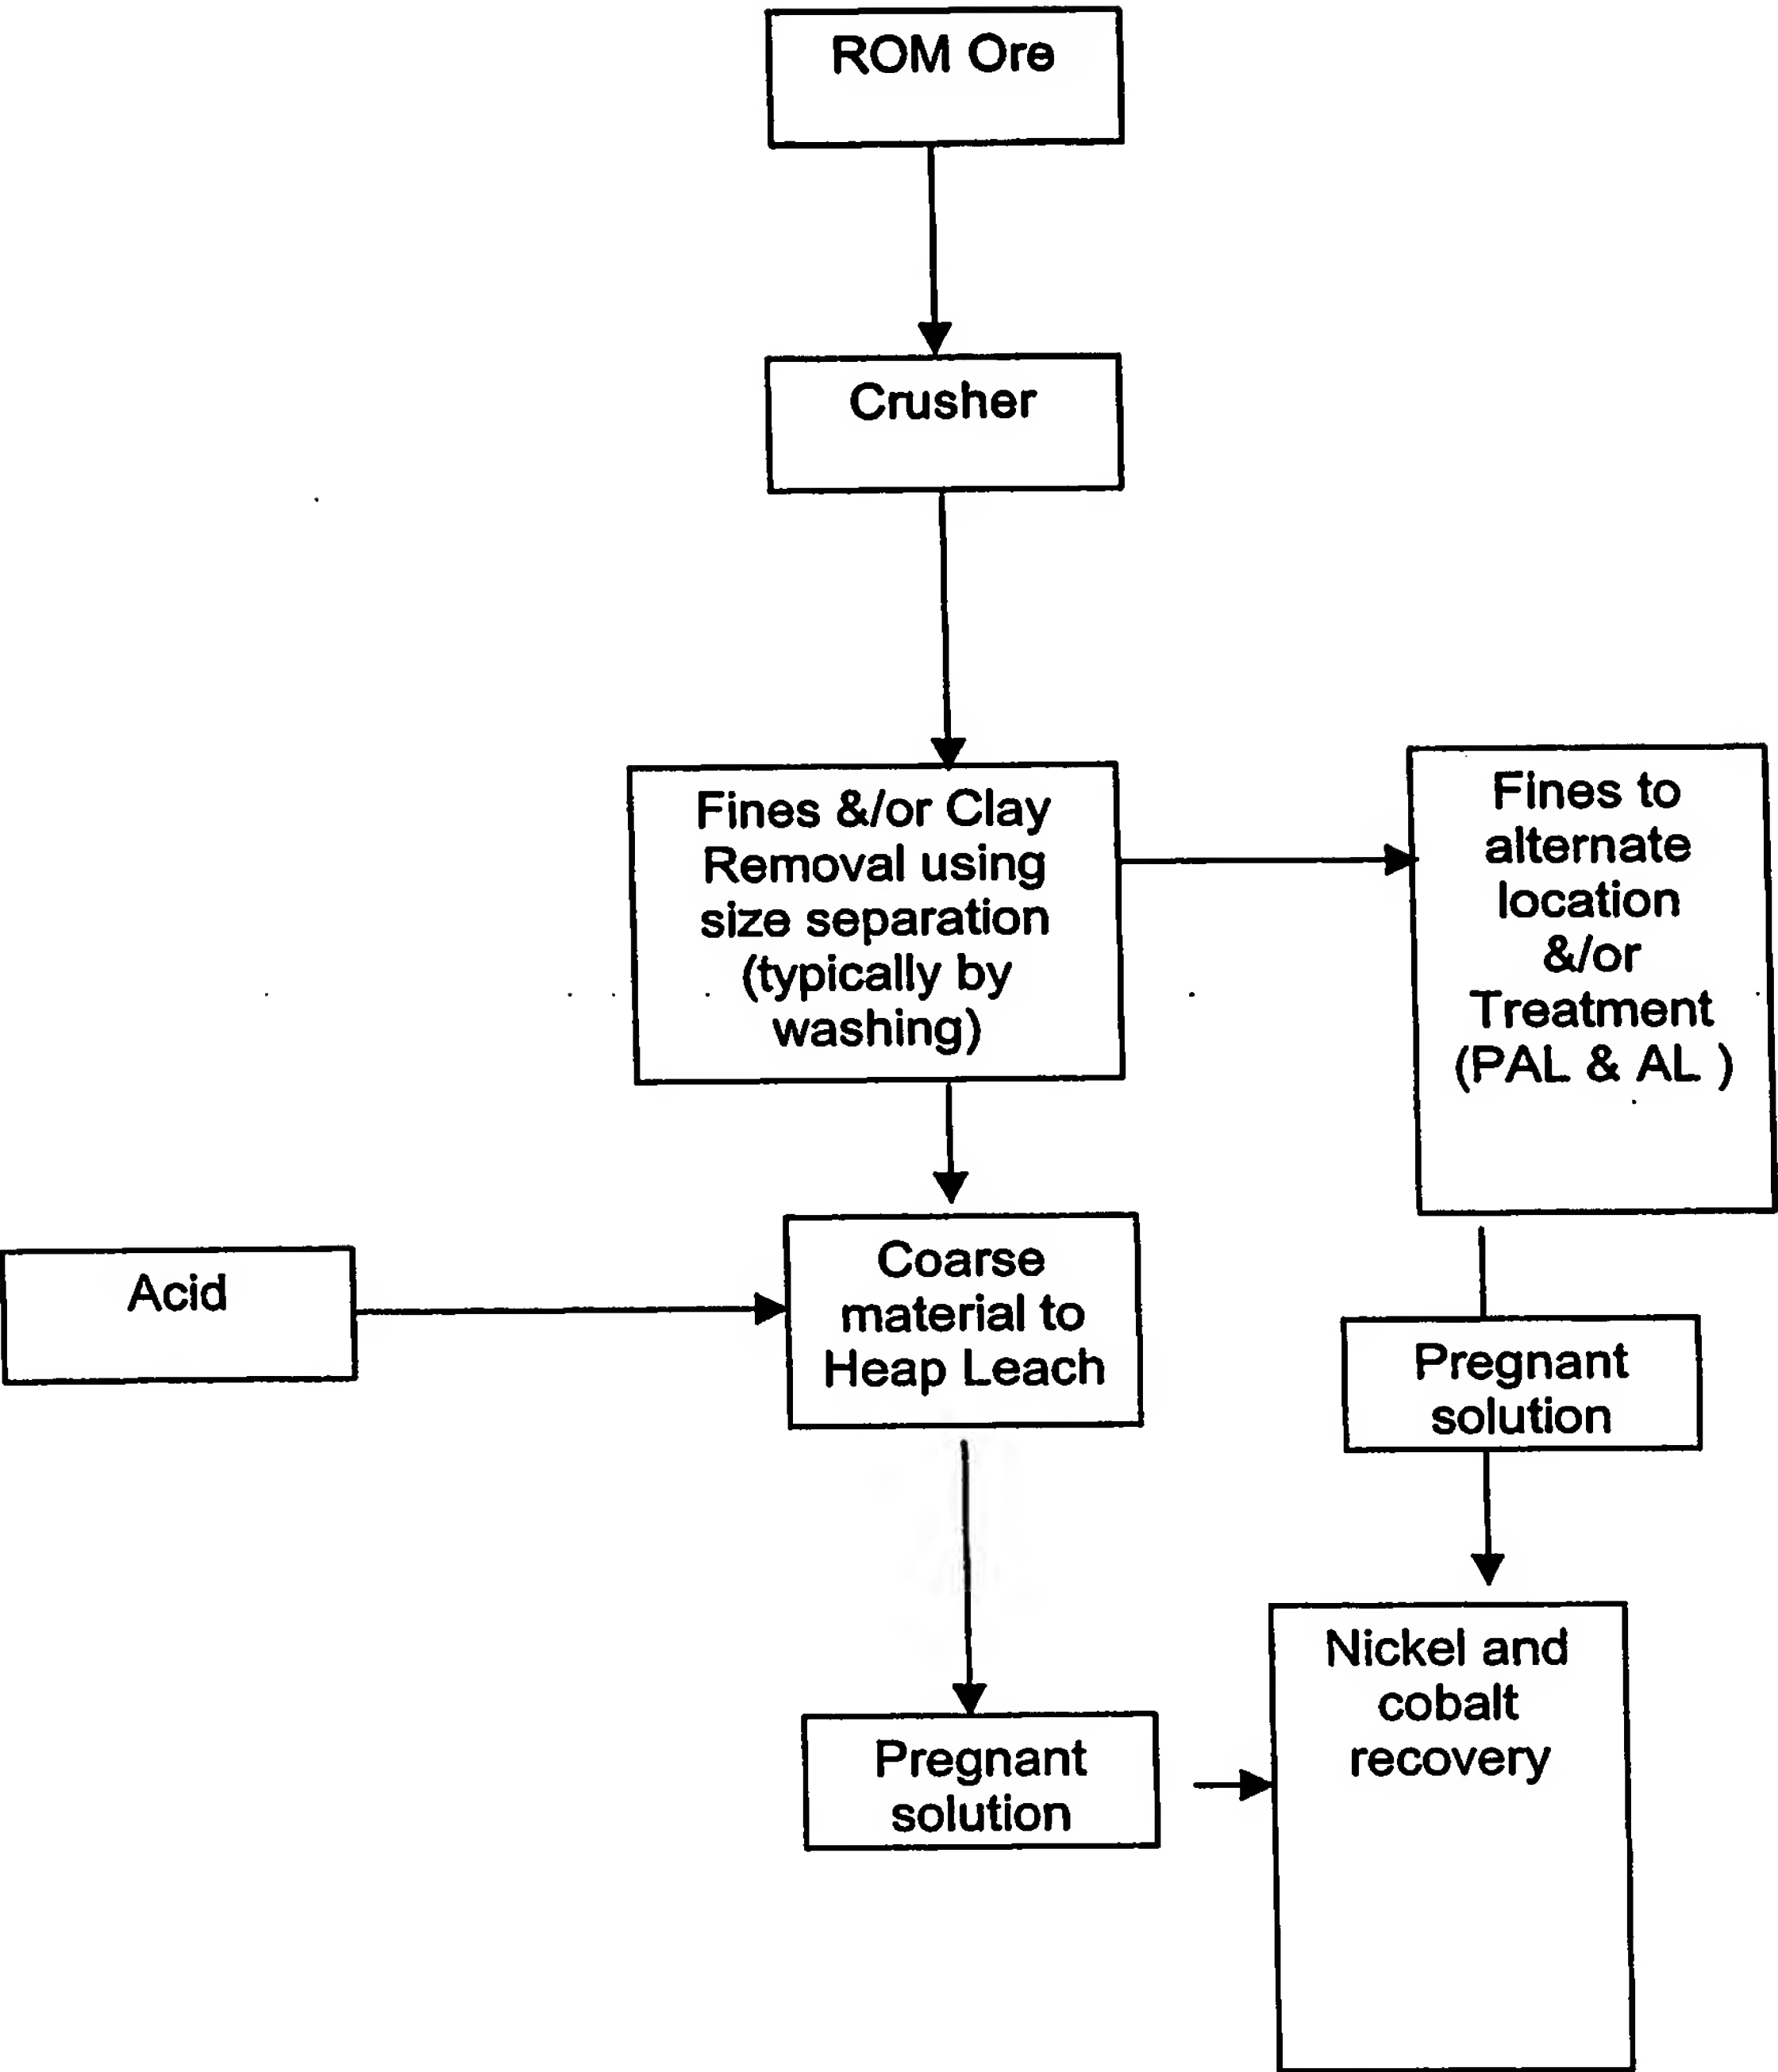 ROM Ore
Crusher
Fines &/or Clay
Removal using
size separation
(typically by
washing)
Fines to
alternate
location
&/or
Treatment
(PAL & AL )
Acid
Coarse
material to
Heap Leach
Pregnant
solution
Pregnant
solution
Nickel and
cobalt
recovery